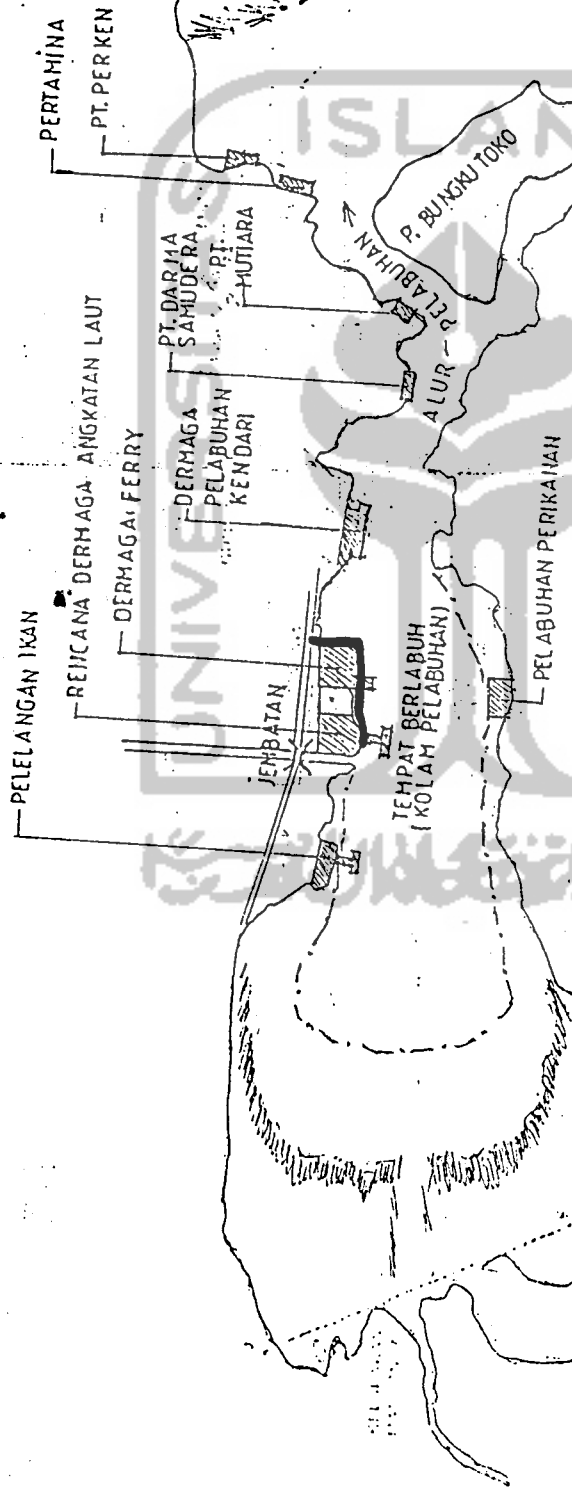 PELELANGAN IKAN
RENCANA DERMAGA ANGKATAN LAUT
DERMAGA FERRY
DERMAGA
PELABUHAN
KENDARI
PT. DARMA
SAMUDERA
PT.
MUTIARA
PERTAMINA
PT. PERKEN
JEMBATAN
TEMPAT BERLABUH
(KOLAM PELABUHAN)
ALUR - PELABUHAN
P. BUNGKUTOKO
PELABUHAN PERIKANAN
UNIVERSITAS
ISLAM